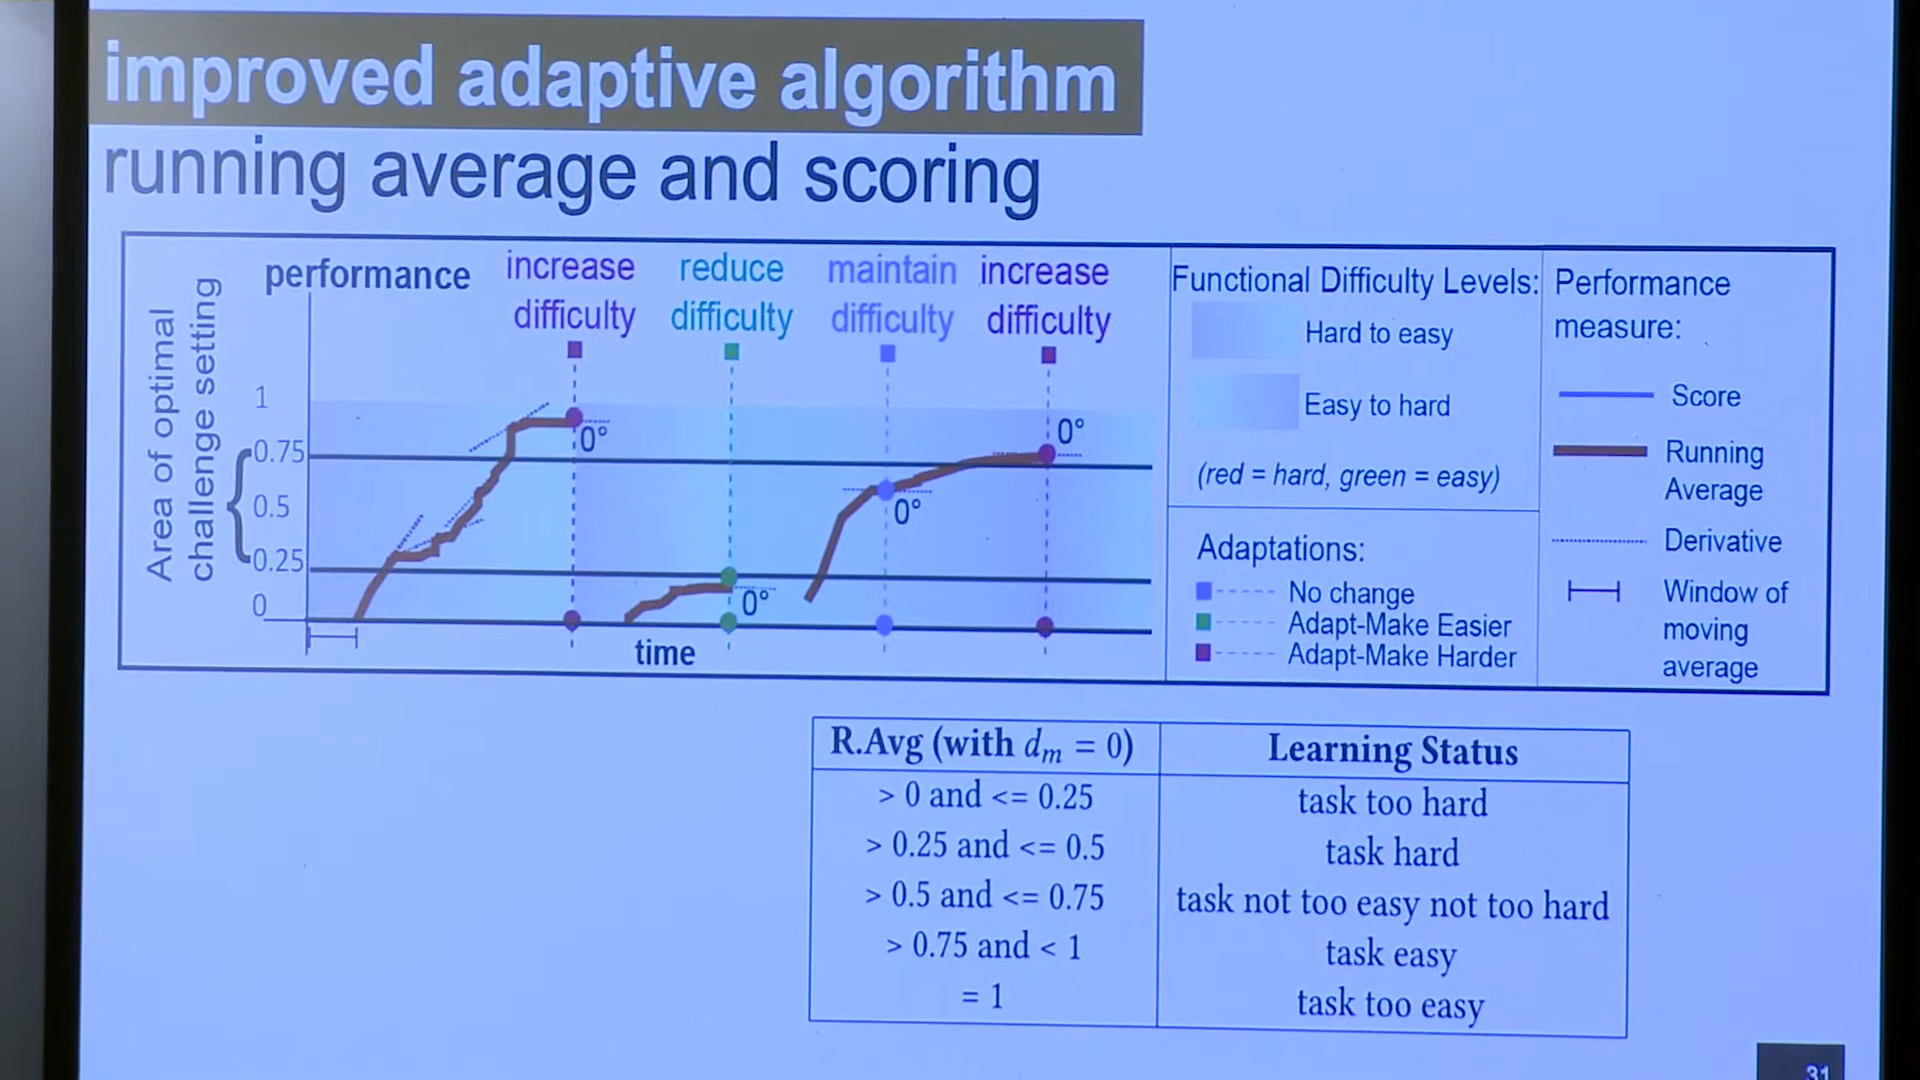 improved adaptive algorithm
running average and scoring
Area of optimal
challenge setting
performance
increase
difficulty
reduce
difficulty
maintain
difficulty
increase
difficulty
1
0.75
0.5
0.25
0
0°
0°
0°
0°
time
Functional Difficulty Levels:
Hard to easy
Easy to hard
(red = hard, green = easy)
Adaptations:
No change
Adapt-Make Easier
Adapt-Make Harder
Performance
measure:
Score
Running
Average
Derivative
Window of
moving
average
R.Avg (with dm = 0) Learning Status
> 0 and <= 0.25 task too hard
> 0.25 and <= 0.5 task hard
> 0.5 and <= 0.75 task not too easy not too hard
> 0.75 and < 1 task easy
= 1 task too easy
31